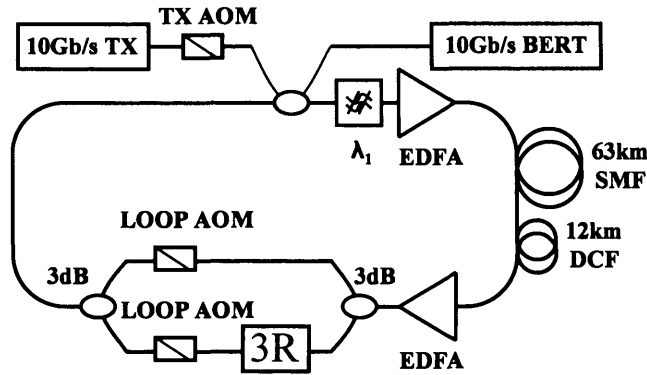 TX AOM
10Gb/s TX
10Gb/s BERT
λ1
EDFA
63km
SMF
LOOP AOM
12km
DCF
3dB
3dB
LOOP AOM
3R
EDFA